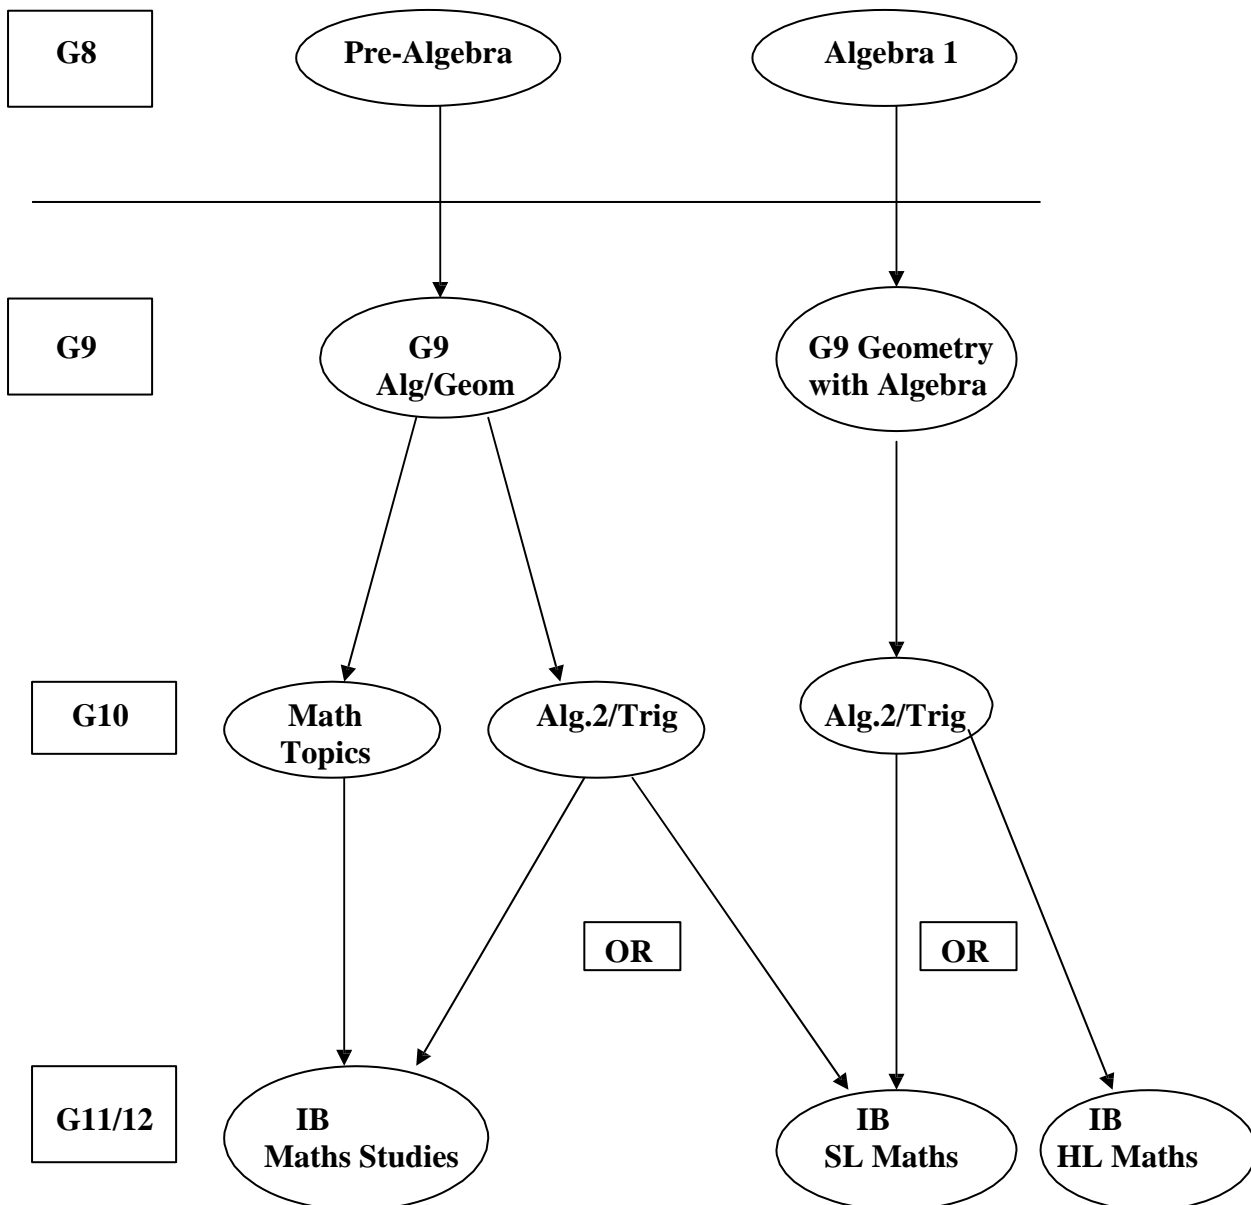 G8
Pre-Algebra
Algebra 1
G9
G9
Alg/Geom
G9 Geometry
with Algebra
G10
Math
Topics
Alg.2/Trig
Alg.2/Trig
OR
OR
G11/12
IB
Maths Studies
IB
SL Maths
IB
HL Maths